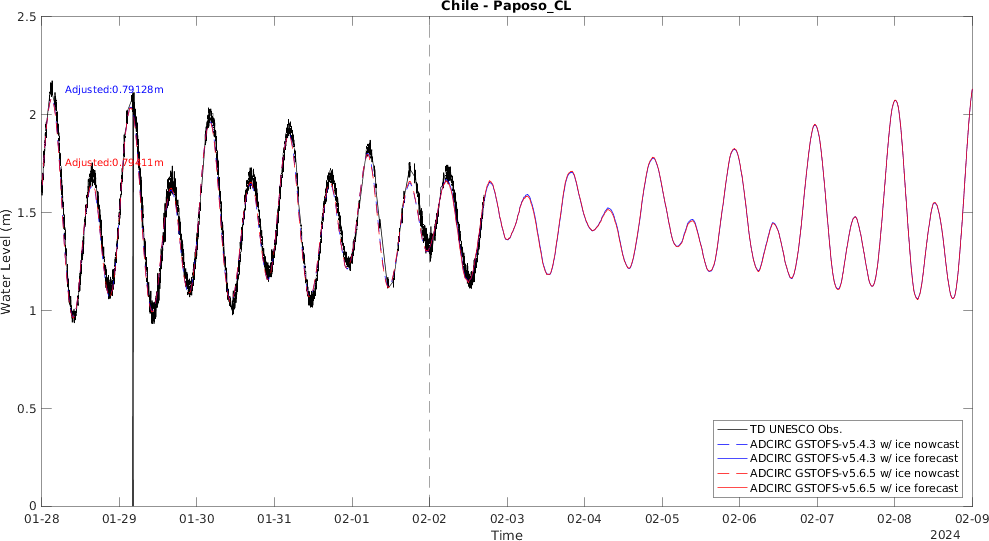 Chile - Paposo_CL
2.5
2
1.5
1
0.5
0
Water Level (m)
Adjusted:0.79128m
Adjusted:0.79411m
TD UNESCO Obs.
ADCIRC GSTOFS-v5.4.3 w/ ice nowcast
ADCIRC GSTOFS-v5.4.3 w/ ice forecast
ADCIRC GSTOFS-v5.6.5 w/ ice nowcast
ADCIRC GSTOFS-v5.6.5 w/ ice forecast
01-28 01-29 01-30 01-31 02-01 02-02 02-03 02-04 02-05 02-06 02-07 02-08 02-09
Time
2024